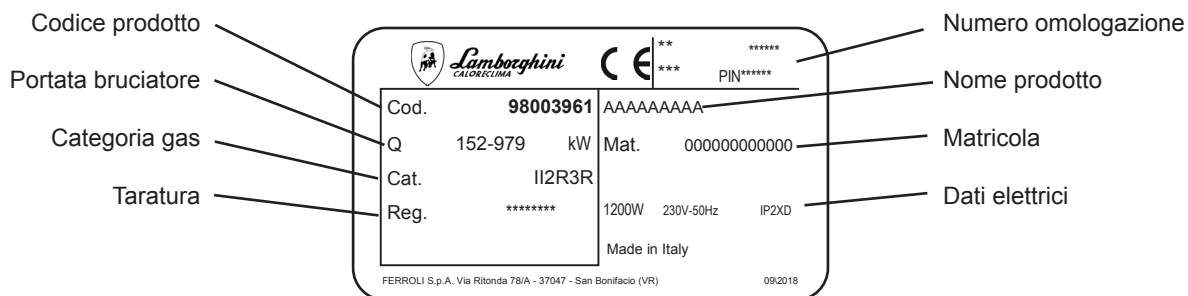 Codice prodotto
Portata bruciatore
Categoria gas
Taratura
Lamborghini
CALORECLIMA
CE
** ******
*** PIN******
Cod. 98003961
Q 152-979 kW
Cat. II2R3R
Reg. ********
AAAAAAAAA
Mat. 000000000000
1200W 230V-50Hz IP2XD
Made in Italy
FERROLI S.p.A. Via Ritonda 78/A - 37047 - San Bonifacio (VR) 09\2018
Numero omologazione
Nome prodotto
Matricola
Dati elettrici